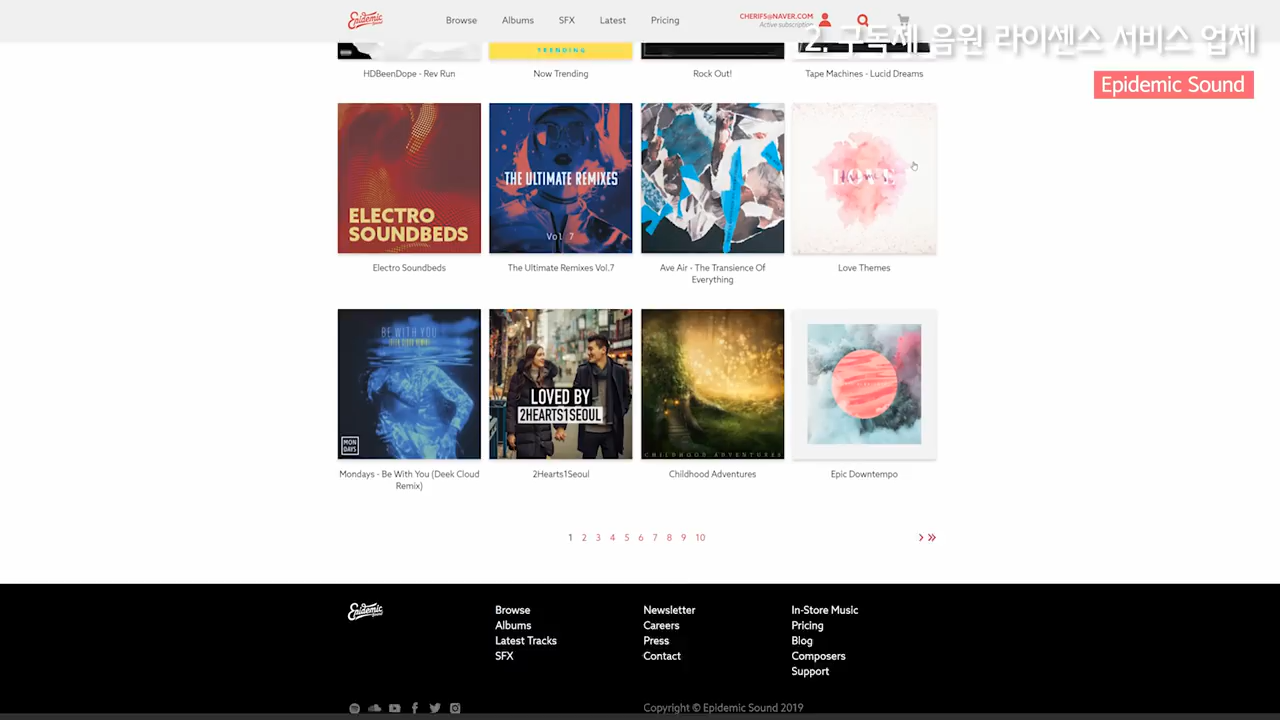 Epidemic
Browse
Albums
SFX
Latest
Pricing
CHERIFS@NAVER.COM
Active subscription
2. 구독제 음원 라이센스 서비스 업체
Epidemic Sound
TRENDING
HDBeenDope - Rev Run
Now Trending
Rock Out!
Tape Machines - Lucid Dreams
ELECTRO
SOUNDBEDS
THE ULTIMATE REMIXES
Vol 7
LOVE
Electro Soundbeds
The Ultimate Remixes Vol.7
Ave Air - The Transience Of
Everything
Love Themes
BE WITH YOU
MON
DAYS
LOVED BY
2HEARTS1SEOUL
CHILDHOOD ADVENTURES
Mondays - Be With You (Deek Cloud
Remix)
2Hearts1Seoul
Childhood Adventures
Epic Downtempo
1 2 3 4 5 6 7 8 9 10
Epidemic
Browse
Albums
Latest Tracks
SFX
Newsletter
Careers
Press
Contact
In-Store Music
Pricing
Blog
Composers
Support
Copyright © Epidemic Sound 2019